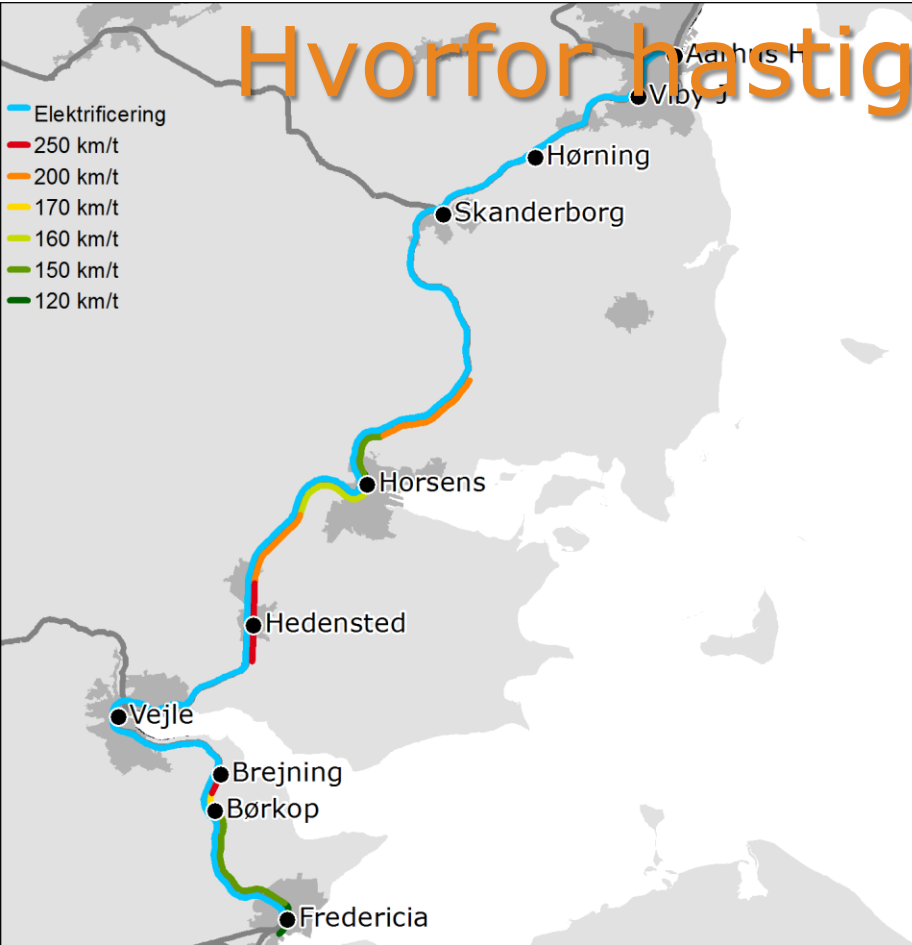 Hvorfor hastig
Aarhus H
Viby J
Elektrificering
250 km/t
200 km/t
170 km/t
160 km/t
150 km/t
120 km/t
Hørning
Skanderborg
Horsens
Hedensted
Vejle
Brejning
Børkop
Fredericia